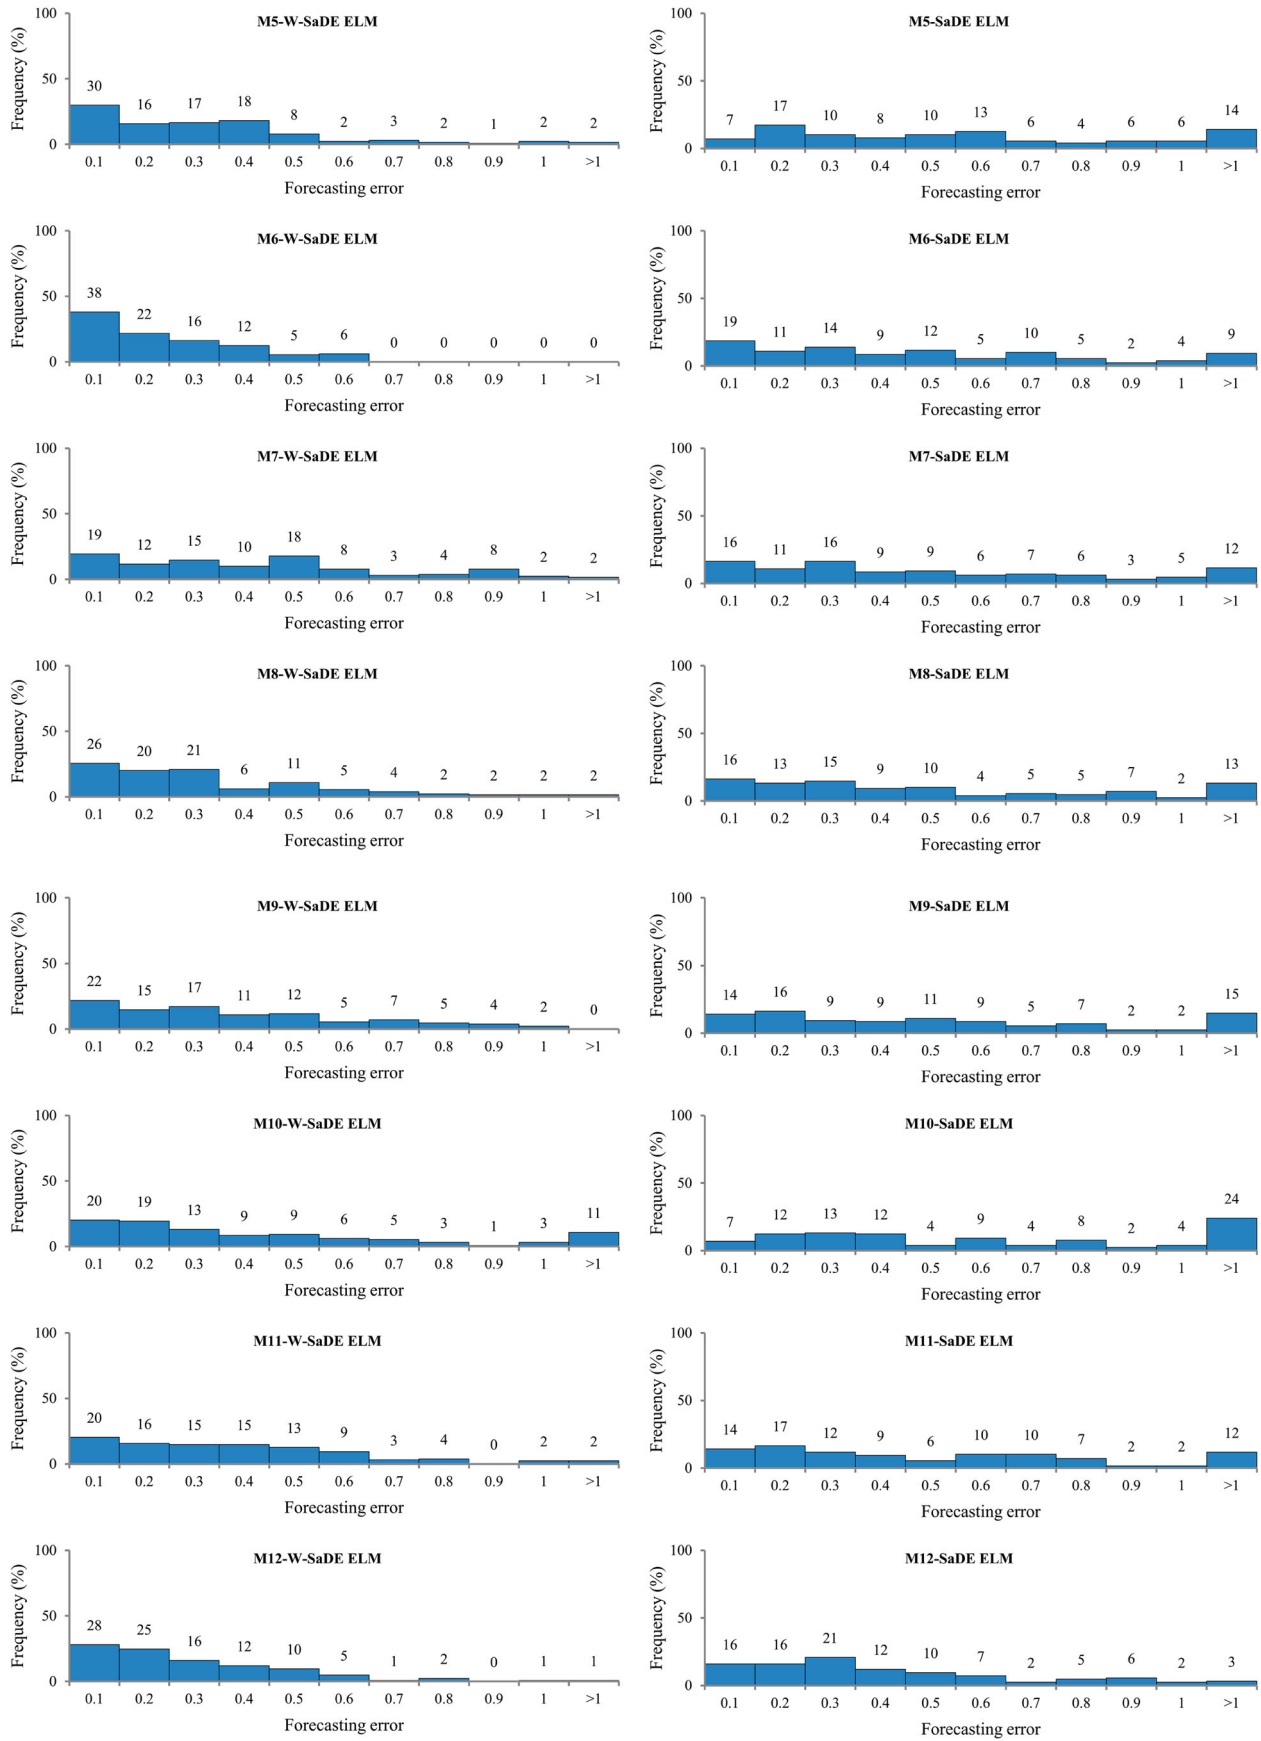 M5-W-SaDE ELM
Frequency (%)
100
50
0
30 16 17 18 8 2 3 2 1 2 2
0.1 0.2 0.3 0.4 0.5 0.6 0.7 0.8 0.9 1 >1
Forecasting error
M5-SaDE ELM
Frequency (%)
100
50
0
7 17 10 8 10 13 6 4 6 6 14
0.1 0.2 0.3 0.4 0.5 0.6 0.7 0.8 0.9 1 >1
Forecasting error
M6-W-SaDE ELM
Frequency (%)
100
50
0
38 22 16 12 5 6 0 0 0 0 0
0.1 0.2 0.3 0.4 0.5 0.6 0.7 0.8 0.9 1 >1
Forecasting error
M6-SaDE ELM
Frequency (%)
100
50
0
19 11 14 9 12 5 10 5 2 4 9
0.1 0.2 0.3 0.4 0.5 0.6 0.7 0.8 0.9 1 >1
Forecasting error
M7-W-SaDE ELM
Frequency (%)
100
50
0
19 12 15 10 18 8 3 4 8 2 2
0.1 0.2 0.3 0.4 0.5 0.6 0.7 0.8 0.9 1 >1
Forecasting error
M7-SaDE ELM
Frequency (%)
100
50
0
16 11 16 9 9 6 7 6 3 5 12
0.1 0.2 0.3 0.4 0.5 0.6 0.7 0.8 0.9 1 >1
Forecasting error
M8-W-SaDE ELM
Frequency (%)
100
50
0
26 20 21 6 11 5 4 2 2 2 2
0.1 0.2 0.3 0.4 0.5 0.6 0.7 0.8 0.9 1 >1
Forecasting error
M8-SaDE ELM
Frequency (%)
100
50
0
16 13 15 9 10 4 5 5 7 2 13
0.1 0.2 0.3 0.4 0.5 0.6 0.7 0.8 0.9 1 >1
Forecasting error
M9-W-SaDE ELM
Frequency (%)
100
50
0
22 15 17 11 12 5 7 5 4 2 0
0.1 0.2 0.3 0.4 0.5 0.6 0.7 0.8 0.9 1 >1
Forecasting error
M9-SaDE ELM
Frequency (%)
100
50
0
14 16 9 9 11 9 5 7 2 2 15
0.1 0.2 0.3 0.4 0.5 0.6 0.7 0.8 0.9 1 >1
Forecasting error
M10-W-SaDE ELM
Frequency (%)
100
50
0
20 19 13 9 9 6 5 3 1 3 11
0.1 0.2 0.3 0.4 0.5 0.6 0.7 0.8 0.9 1 >1
Forecasting error
M10-SaDE ELM
Frequency (%)
100
50
0
7 12 13 12 4 9 4 8 2 4 24
0.1 0.2 0.3 0.4 0.5 0.6 0.7 0.8 0.9 1 >1
Forecasting error
M11-W-SaDE ELM
Frequency (%)
100
50
0
20 16 15 15 13 9 3 4 0 2 2
0.1 0.2 0.3 0.4 0.5 0.6 0.7 0.8 0.9 1 >1
Forecasting error
M11-SaDE ELM
Frequency (%)
100
50
0
14 17 12 9 6 10 10 7 2 2 12
0.1 0.2 0.3 0.4 0.5 0.6 0.7 0.8 0.9 1 >1
Forecasting error
M12-W-SaDE ELM
Frequency (%)
100
50
0
28 25 16 12 10 5 1 2 0 1 1
0.1 0.2 0.3 0.4 0.5 0.6 0.7 0.8 0.9 1 >1
Forecasting error
M12-SaDE ELM
Frequency (%)
100
50
0
16 16 21 12 10 7 2 5 6 2 3
0.1 0.2 0.3 0.4 0.5 0.6 0.7 0.8 0.9 1 >1
Forecasting error